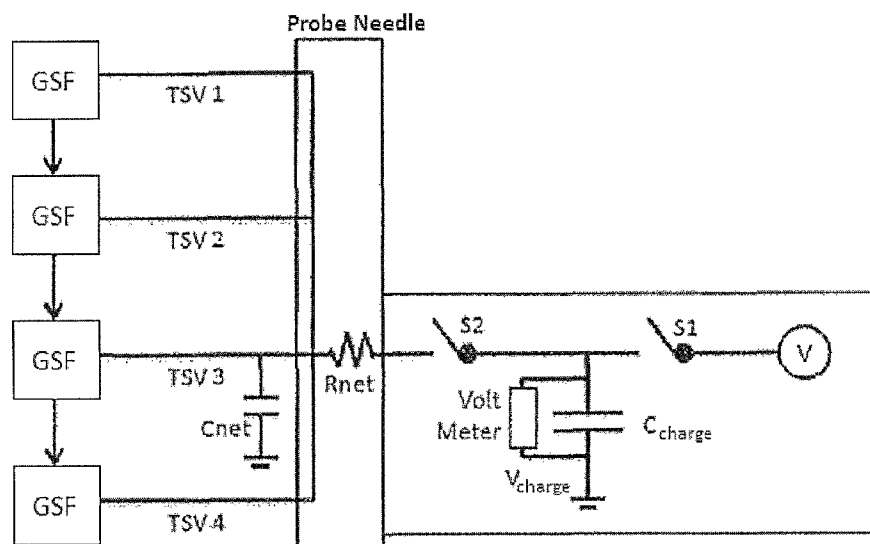 Probe Needle
GSF
TSV 1
GSF
TSV 2
GSF
TSV 3
Rnet
S2
S1
V
Cnet
Volt
Meter
Ccharge
Vcharge
GSF
TSV 4